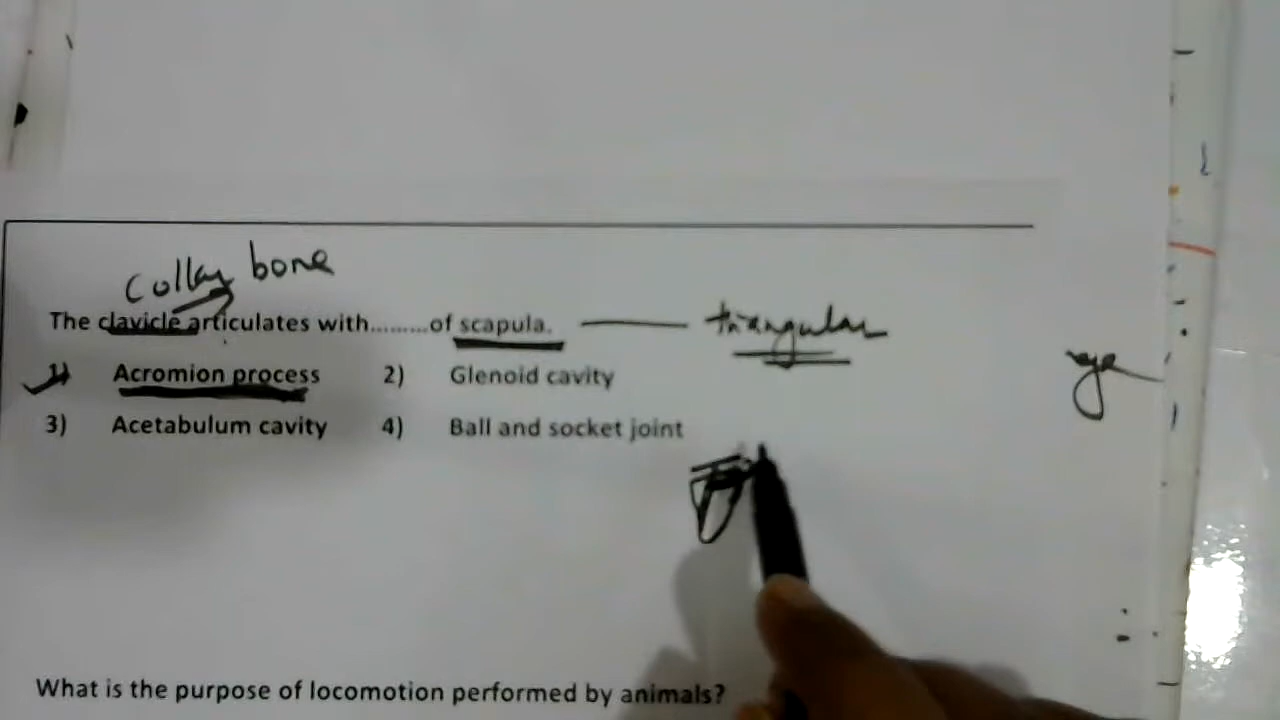 collar bone
The clavicle articulates with.........of scapula. triangular
1) Acromion process 2) Glenoid cavity
3) Acetabulum cavity 4) Ball and socket joint
What is the purpose of locomotion performed by animals?